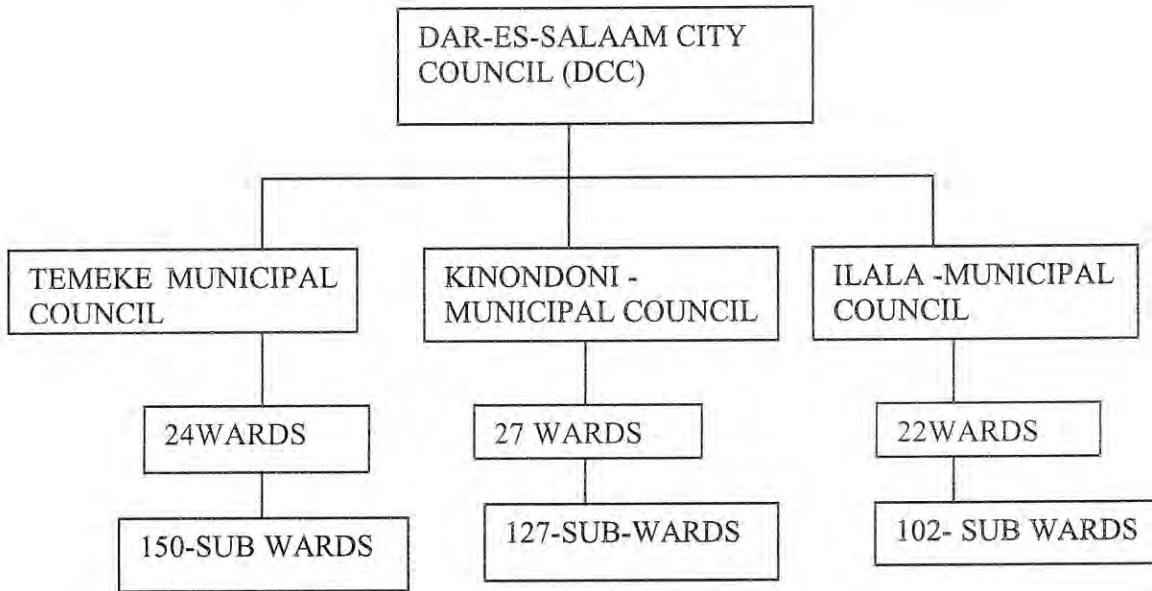 DAR-ES-SALAAM CITY
COUNCIL (DCC)
TEMEKE MUNICIPAL
COUNCIL
KINONDONI -
MUNICIPAL COUNCIL
ILALA -MUNICIPAL
COUNCIL
24WARDS
27 WARDS
22WARDS
150-SUB WARDS
127-SUB-WARDS
102- SUB WARDS